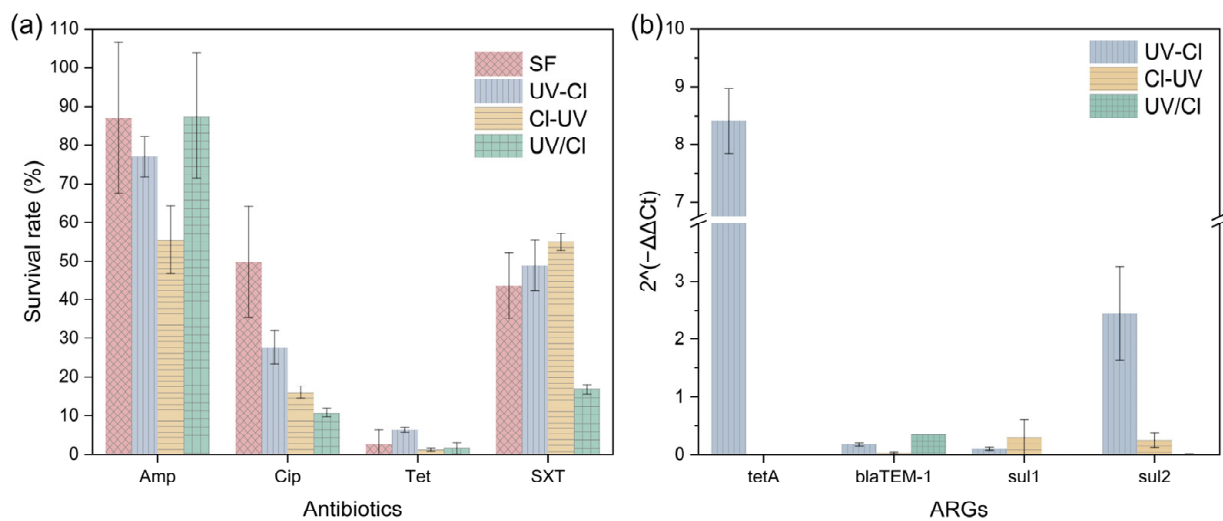 (a)
110
100
90
80
70
60
50
40
30
20
10
0
Survival rate (%)
SF
UV-Cl
Cl-UV
UV/Cl
Amp Cip Tet SXT
Antibiotics
(b)
10
9
8
7
3
2
1
0
2^(−ΔΔCt)
UV-Cl
Cl-UV
UV/Cl
tetA blaTEM-1 sul1 sul2
ARGs